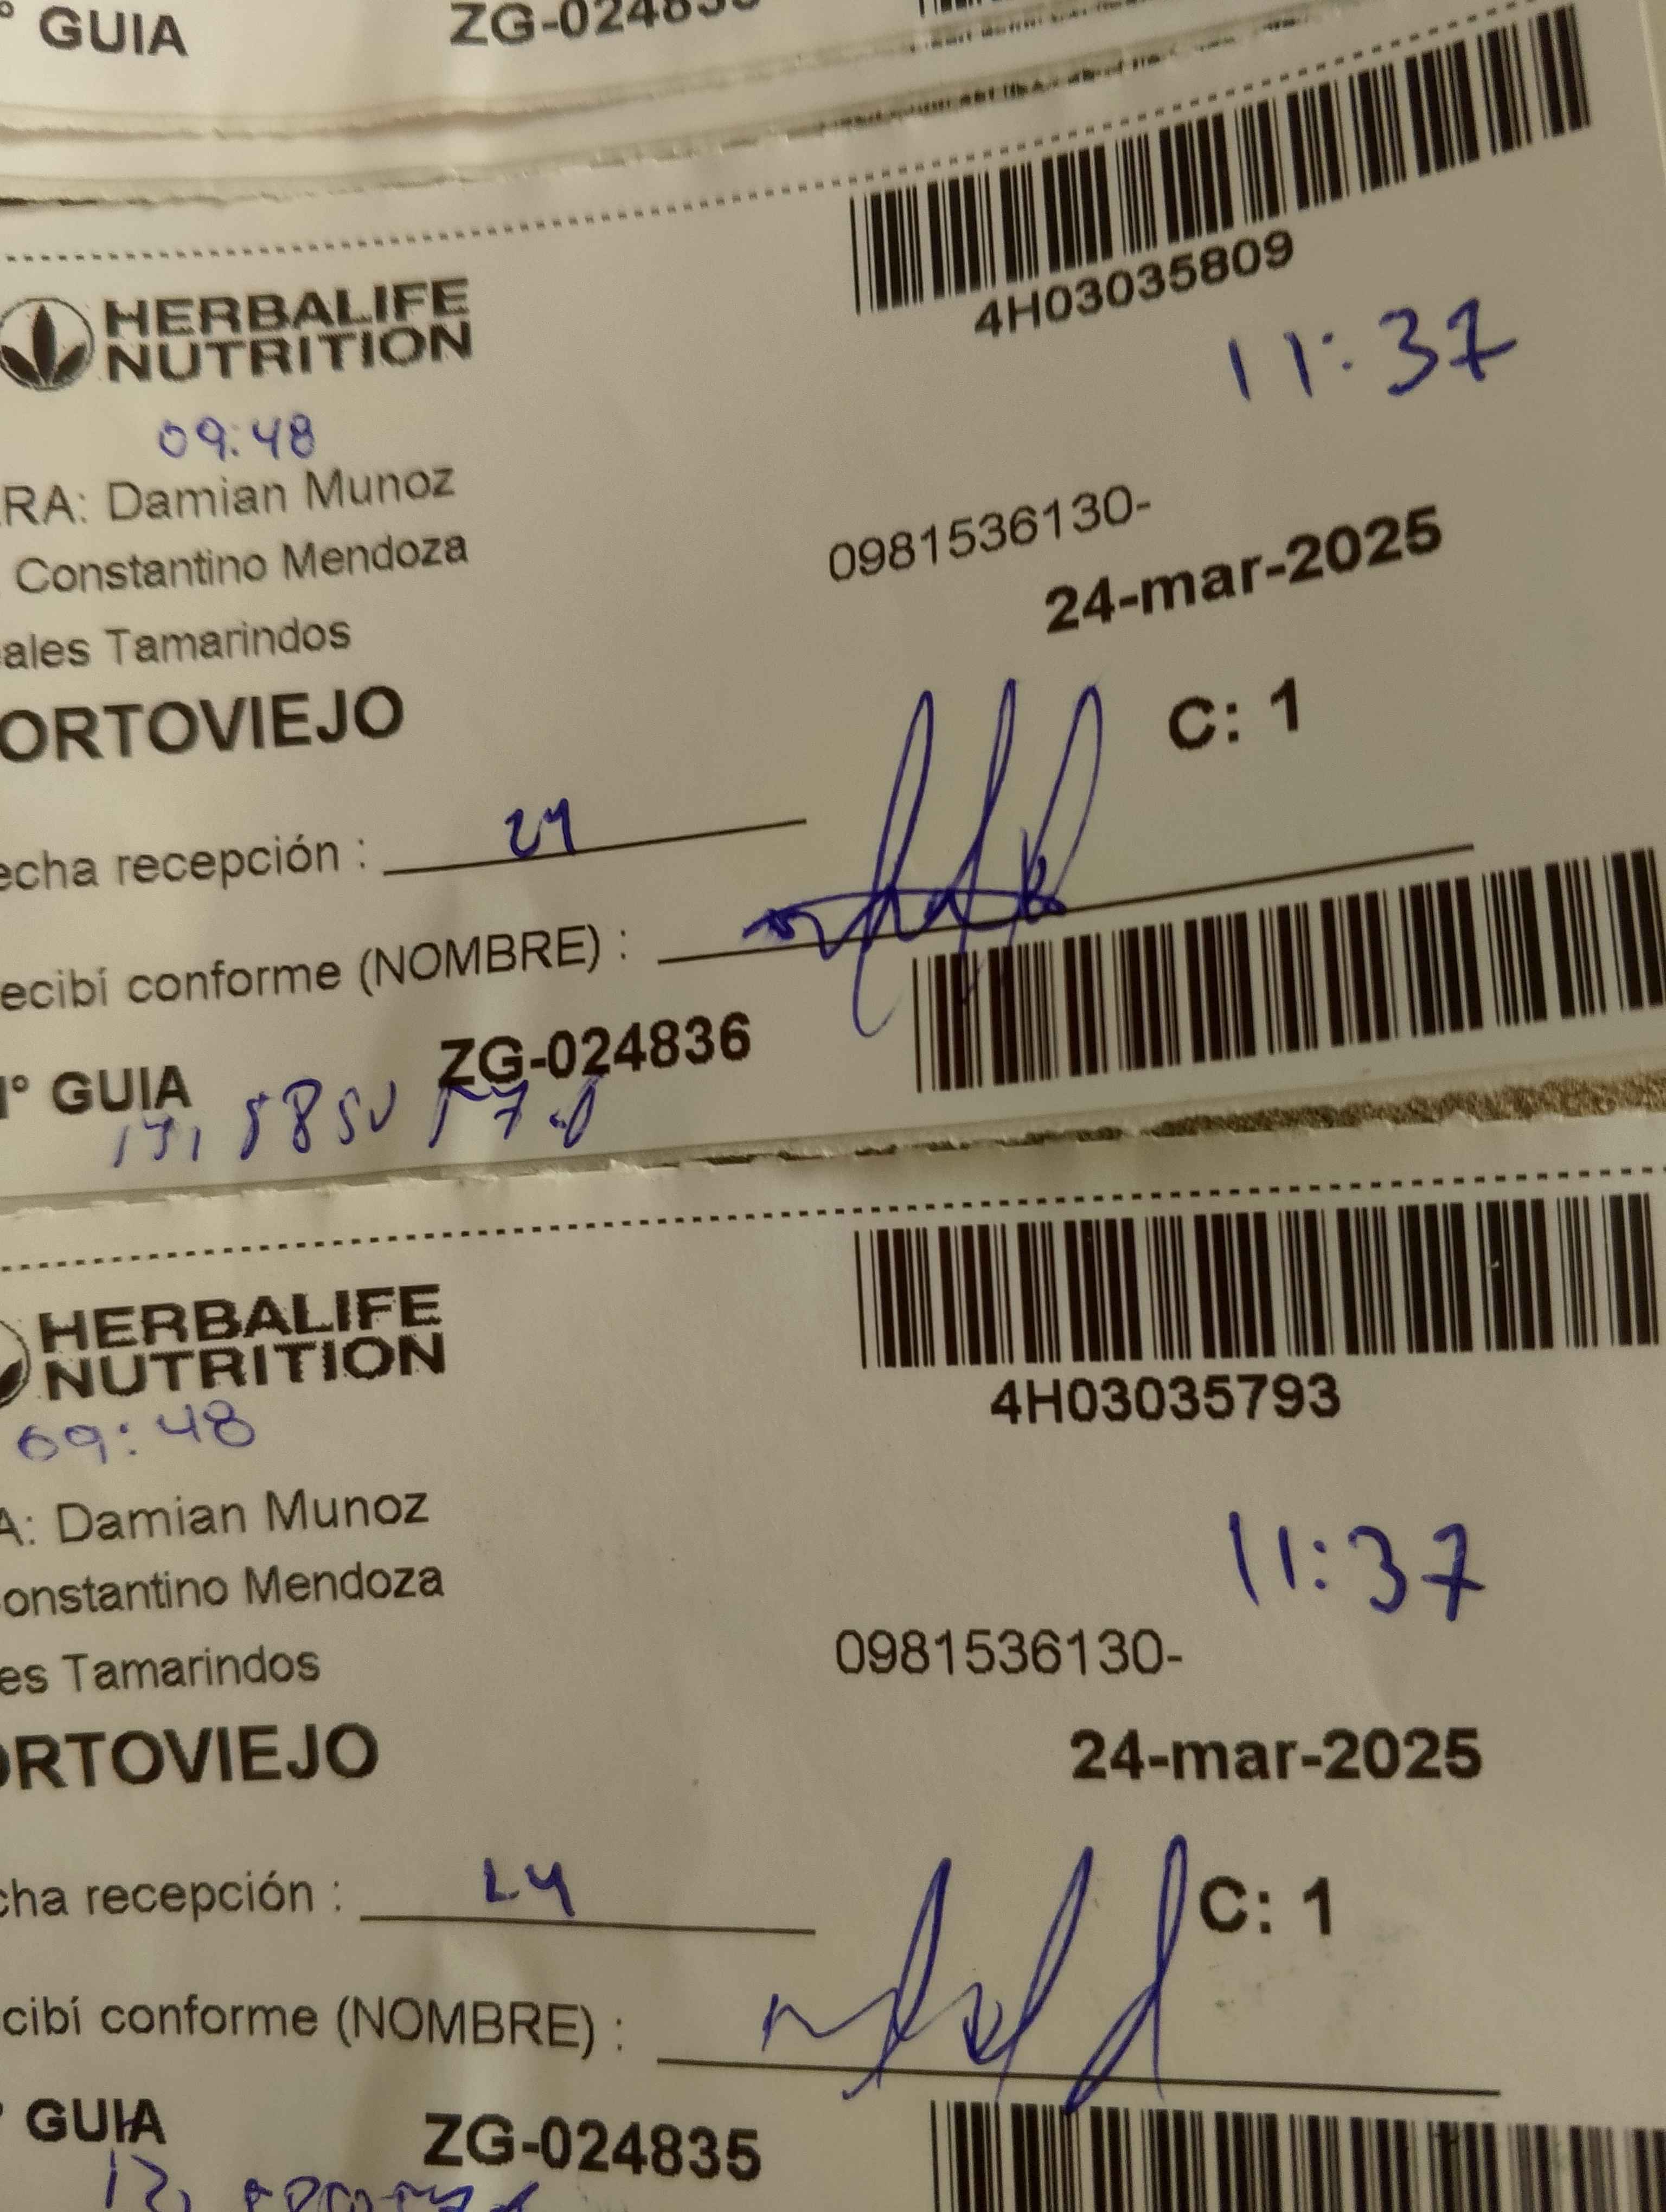 ° GUIA ZG-02483
4H03035809
HERBALIFE
NUTRITION
11:37
09:48
RA: Damian Munoz
Constantino Mendoza 0981536130-
ales Tamarindos 24-mar-2025
ORTOVIEJO
C: 1
echa recepción : 24
ecibí conforme (NOMBRE) :
° GUIA ZG-024836
4H03035793
HERBALIFE
NUTRITION
09:48
A: Damian Munoz 11:37
onstantino Mendoza
es Tamarindos 0981536130-
ORTOVIEJO 24-mar-2025
cha recepción : 24 C: 1
cibí conforme (NOMBRE) :
GUIA ZG-024835